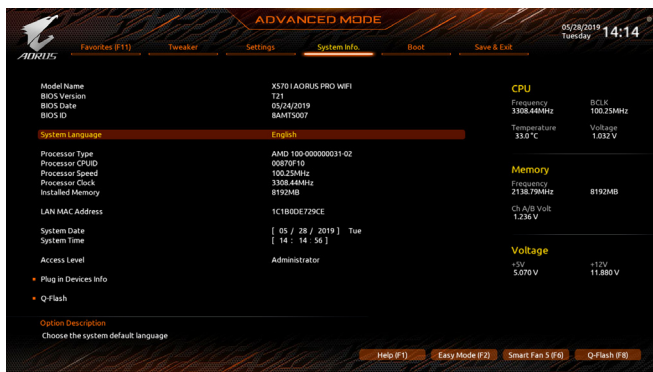 ADVANCED MODE
05/28/2019 Tuesday 14:14
AORUS
Favorites (F11) Tweaker Settings System Info. Boot Save & Exit
Model Name X570 I AORUS PRO WIFI
BIOS Version T21
BIOS Date 05/24/2019
BIOS ID 8AMTS007
System Language English
Processor Type AMD 100-000000031-02
Processor CPUID 00870F10
Processor Speed 100.25MHz
Processor Clock 3308.44MHz
Installed Memory 8192MB
LAN MAC Address 1C1B0DE729CE
System Date [ 05 / 28 / 2019 ] Tue
System Time [ 14 : 14 : 56 ]
Access Level Administrator
Plug in Devices Info
Q-Flash
Option Description
Choose the system default language
CPU
Frequency BCLK
3308.44MHz 100.25MHz
Temperature Voltage
33.0 °C 1.032 V
Memory
Frequency
2138.79MHz 8192MB
Ch A/B Volt
1.236 V
Voltage
+5V +12V
5.070 V 11.880 V
Help (F1) Easy Mode (F2) Smart Fan 5 (F6) Q-Flash (F8)